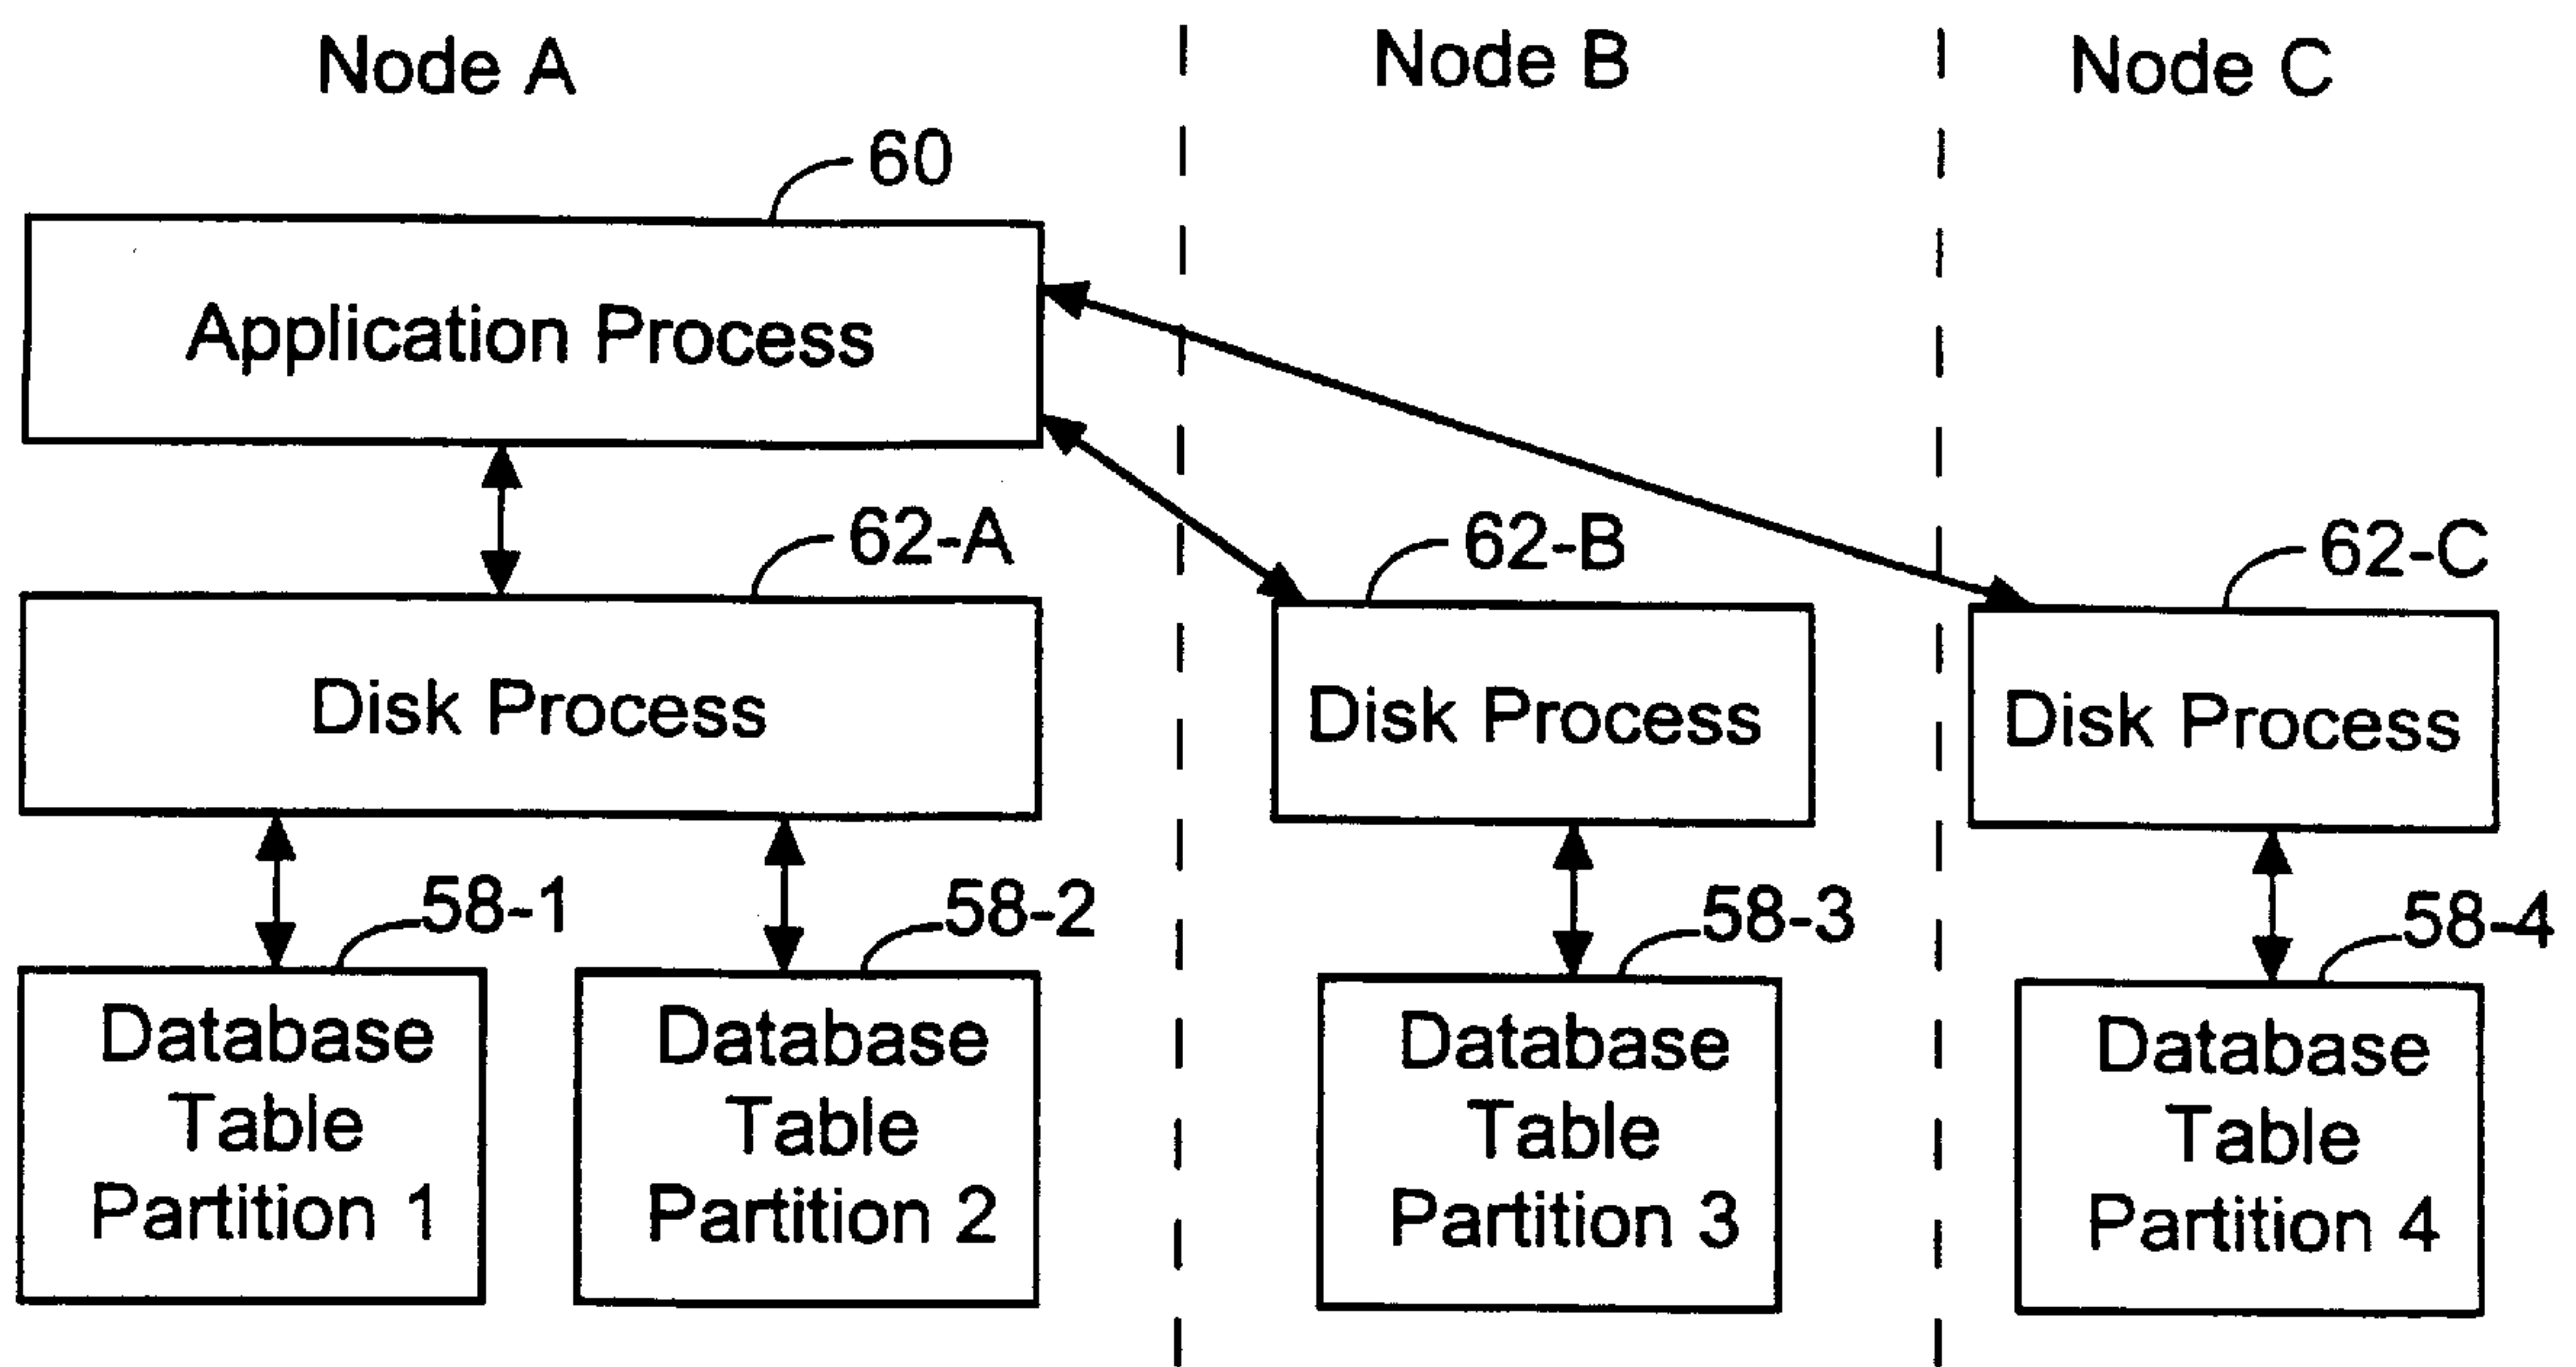 Node A
Node B
Node C
60
Application Process
62-A
62-B
62-C
Disk Process
Disk Process
Disk Process
58-1
58-2
58-3
58-4
Database
Table
Partition 1
Database
Table
Partition 2
Database
Table
Partition 3
Database
Table
Partition 4